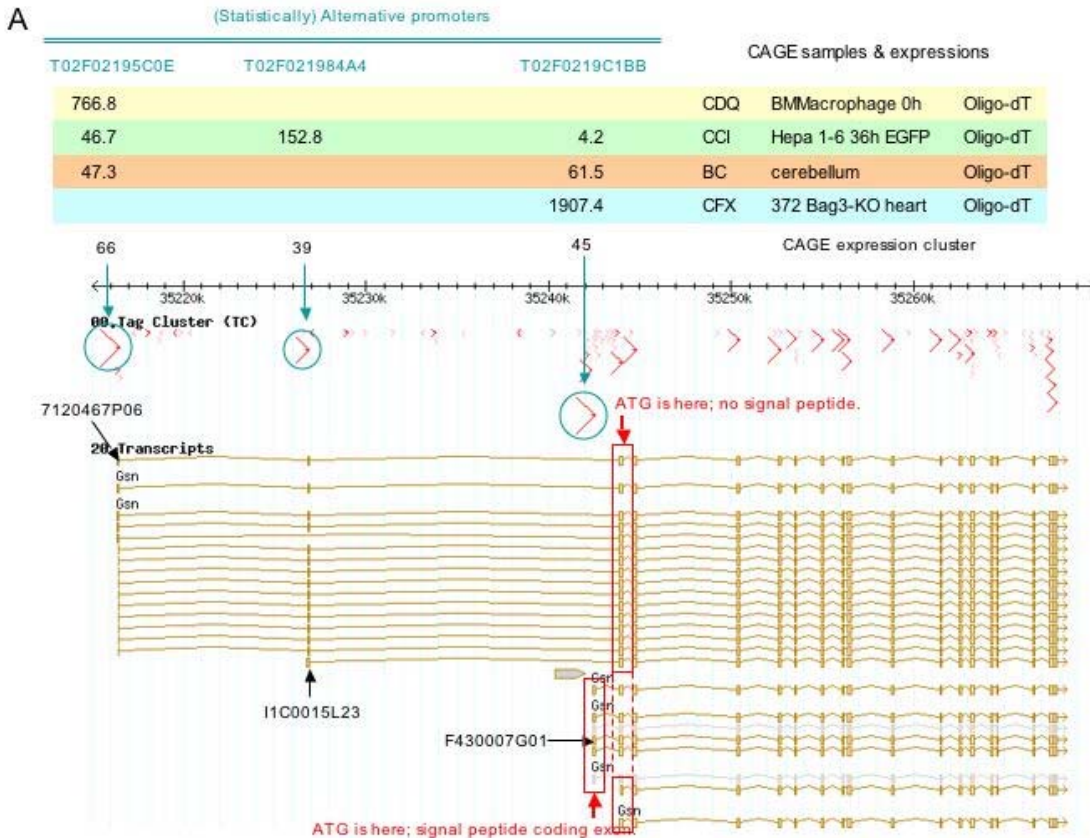 A
(Statistically) Alternative promoters
T02F02195C0E T02F021984A4 T02F0219C1BB CAGE samples & expressions
766.8 CDQ BMMacrophage 0h Oligo-dT
46.7 152.8 4.2 CCI Hepa 1-6 36h EGFP Oligo-dT
47.3 61.5 BC cerebellum Oligo-dT
1907.4 CFX 372 Bag3-KO heart Oligo-dT
66 39 45 CAGE expression cluster
35220k 35230k 35240k 35250k 35260k
00.Tag Cluster (TC)
7120467P06
ATG is here; no signal peptide.
20.Transcripts
Gsn
Gsn
Gsn
I1C0015L23
Gsn
F430007G01
Gsn
Gsn
ATG is here; signal peptide coding exon.